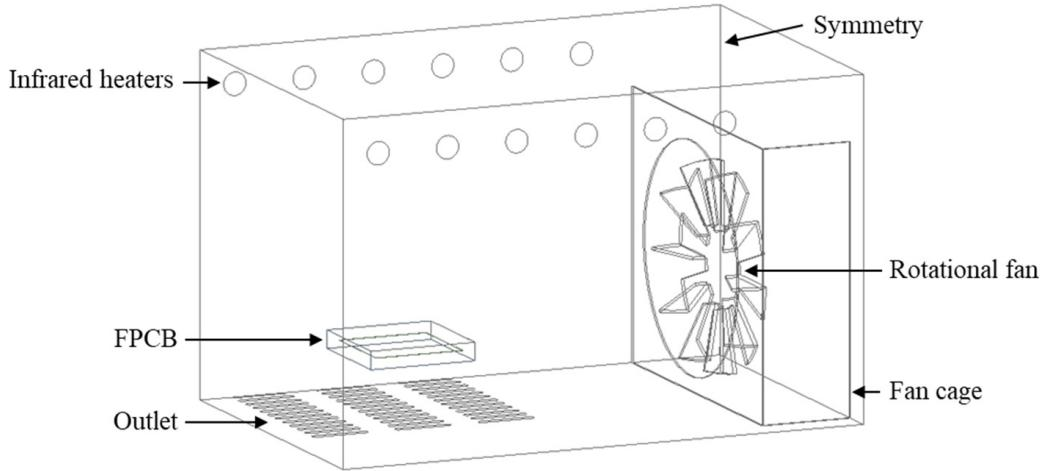 Symmetry
Infrared heaters
Rotational fan
FPCB
Fan cage
Outlet